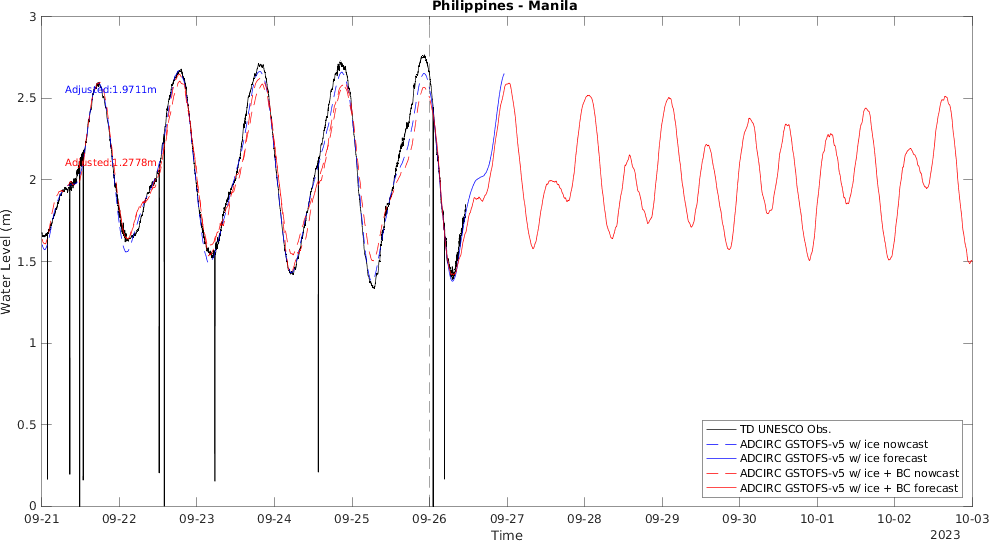 Philippines - Manila
3
2.5
2
1.5
1
0.5
0
Water Level (m)
Adjusted:1.9711m
Adjusted:1.2778m
TD UNESCO Obs.
ADCIRC GSTOFS-v5 w/ ice nowcast
ADCIRC GSTOFS-v5 w/ ice forecast
ADCIRC GSTOFS-v5 w/ ice + BC nowcast
ADCIRC GSTOFS-v5 w/ ice + BC forecast
09-21 09-22 09-23 09-24 09-25 09-26 09-27 09-28 09-29 09-30 10-01 10-02 10-03
Time
2023